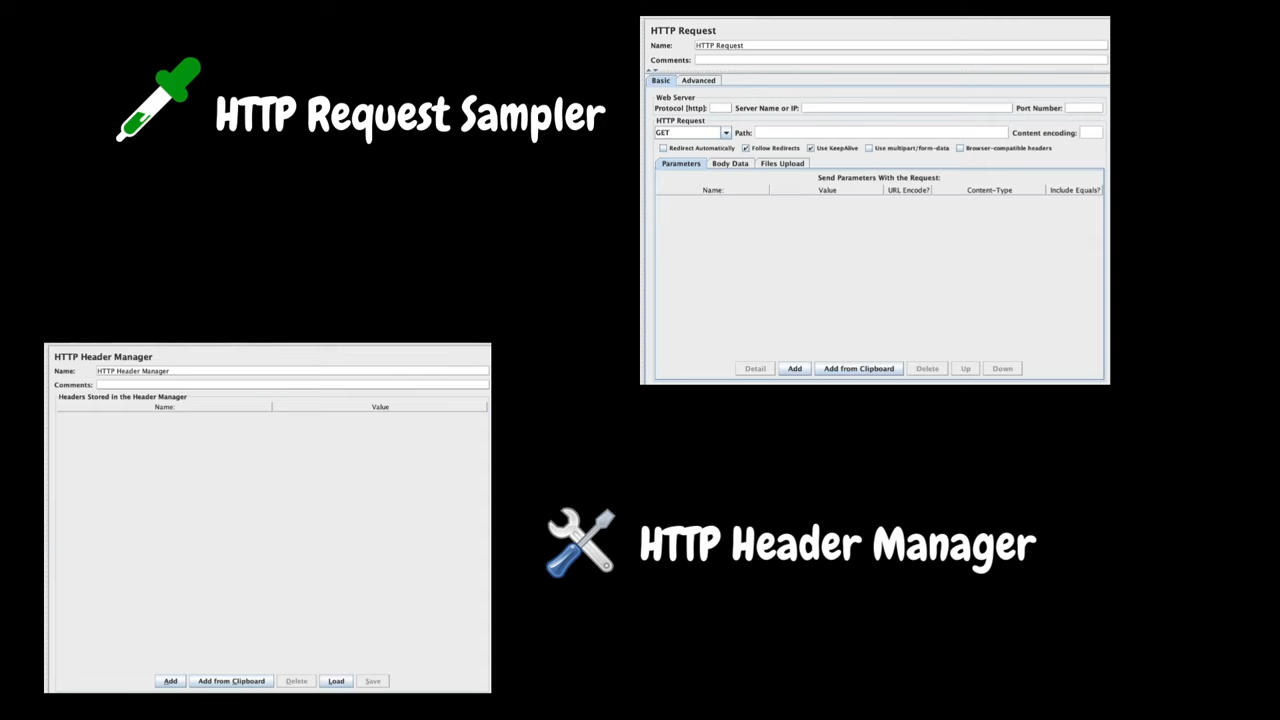 HTTP Request Sampler
HTTP Request
Name: HTTP Request
Comments:
Basic Advanced
Web Server
Protocol [http]: Server Name or IP: Port Number:
HTTP Request
GET Path: Content encoding:
Redirect Automatically Follow Redirects Use KeepAlive Use multipart/form-data Browser-compatible headers
Parameters Body Data Files Upload
Send Parameters With the Request:
Name: Value URL Encode? Content-Type Include Equals?
Detail Add Add from Clipboard Delete Up Down
HTTP Header Manager
Name: HTTP Header Manager
Comments:
Headers Stored in the Header Manager
Name: Value
Add Add from Clipboard Delete Load Save
HTTP Header Manager